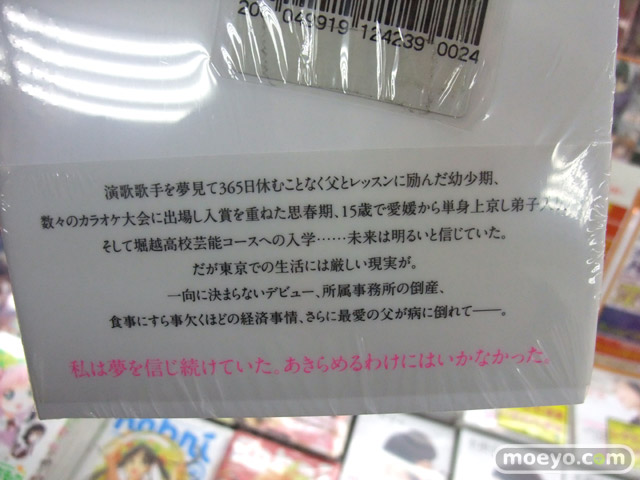 200049919124239 0024
演歌歌手を夢見て365日休むことなく父とレッスンに励んだ幼少期、
数々のカラオケ大会に出場し入賞を重ねた思春期、15歳で愛媛から単身上京し弟子入
そして堀越高校芸能コースへの入学……未来は明るいと信じていた。
だが東京での生活には厳しい現実が。
一向に決まらないデビュー、所属事務所の倒産、
食事にすら事欠くほどの経済事情、さらに最愛の父が病に倒れて――。
私は夢を信じ続けていた。あきらめるわけにはいかなかった。
moeyo.com